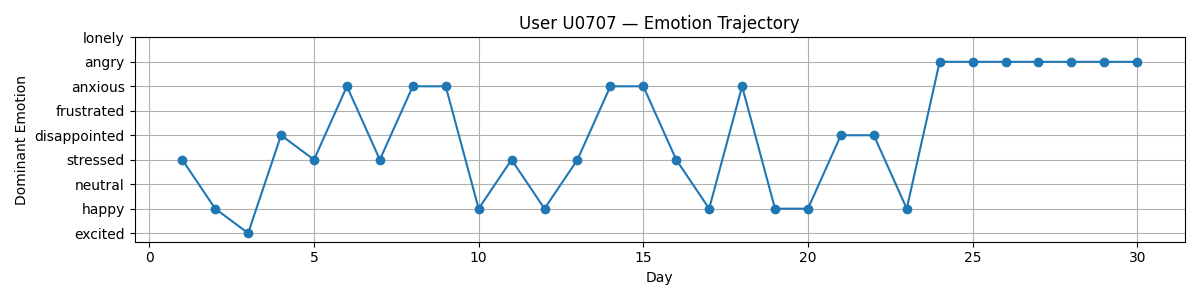 User U0707 — Emotion Trajectory
Dominant Emotion
lonely
angry
anxious
frustrated
disappointed
stressed
neutral
happy
excited
0 5 10 15 20 25 30
Day